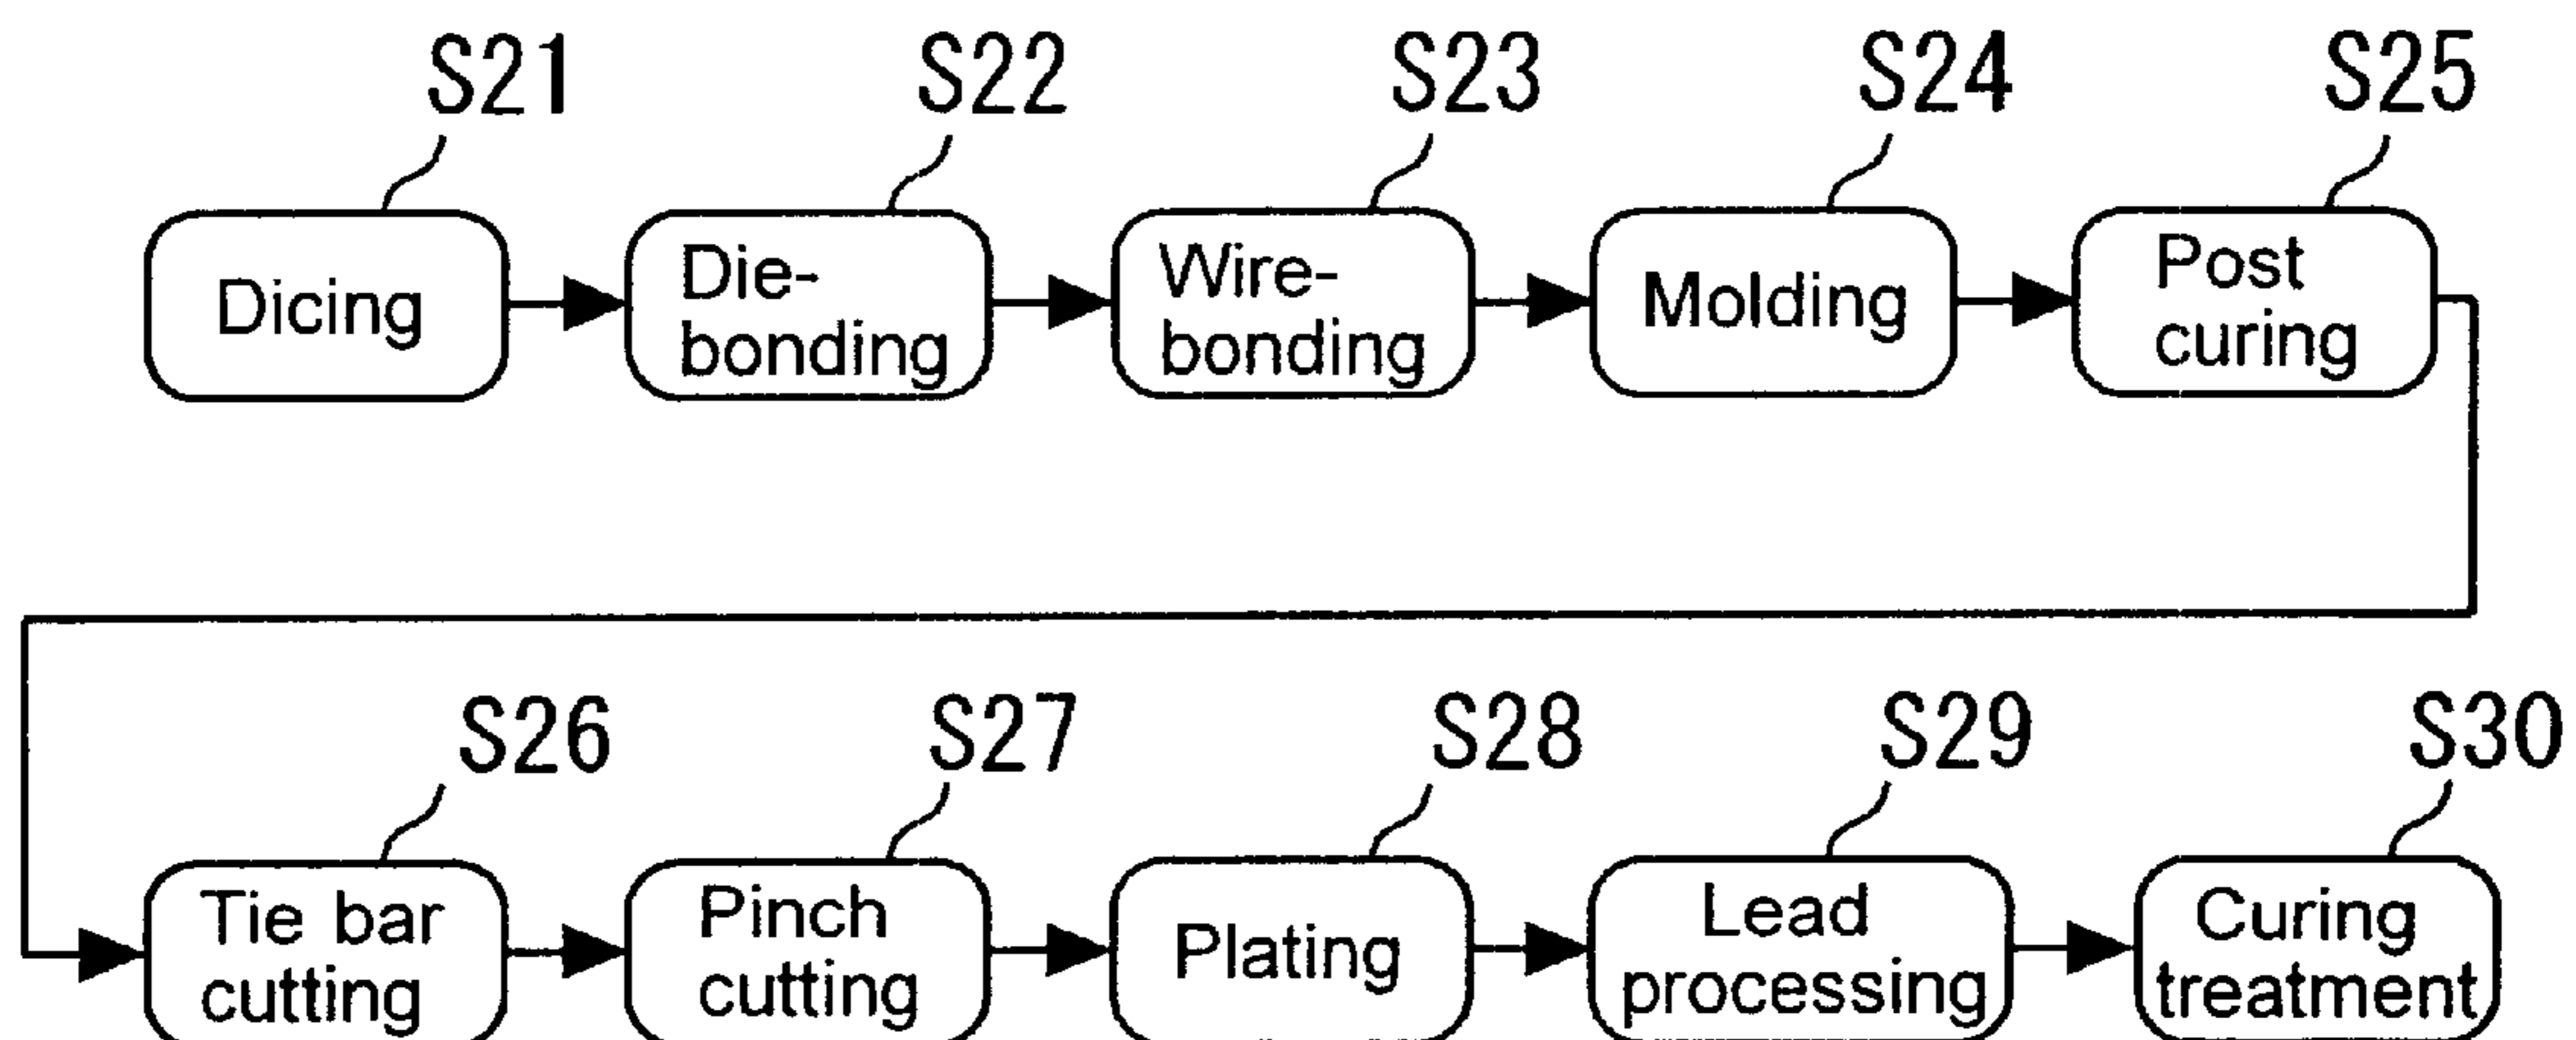 S21 S22 S23 S24 S25
Dicing
Die-
bonding
Wire-
bonding
Molding
Post
curing
S26 S27 S28 S29 S30
Tie bar
cutting
Pinch
cutting
Plating
Lead
processing
Curing
treatment